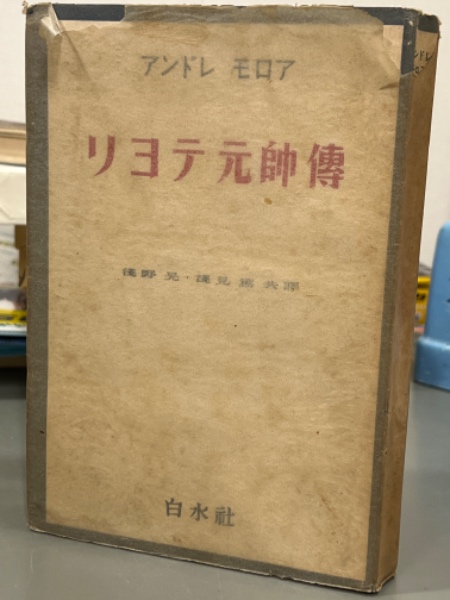 アンドレ モロア
リヨテ元帥傳
淺野 晃・淺見 篤 共譯
白水社